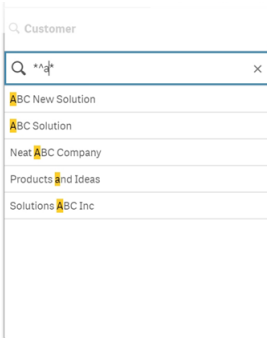 Customer
*^a*
ABC New Solution
ABC Solution
Neat ABC Company
Products and Ideas
Solutions ABC Inc